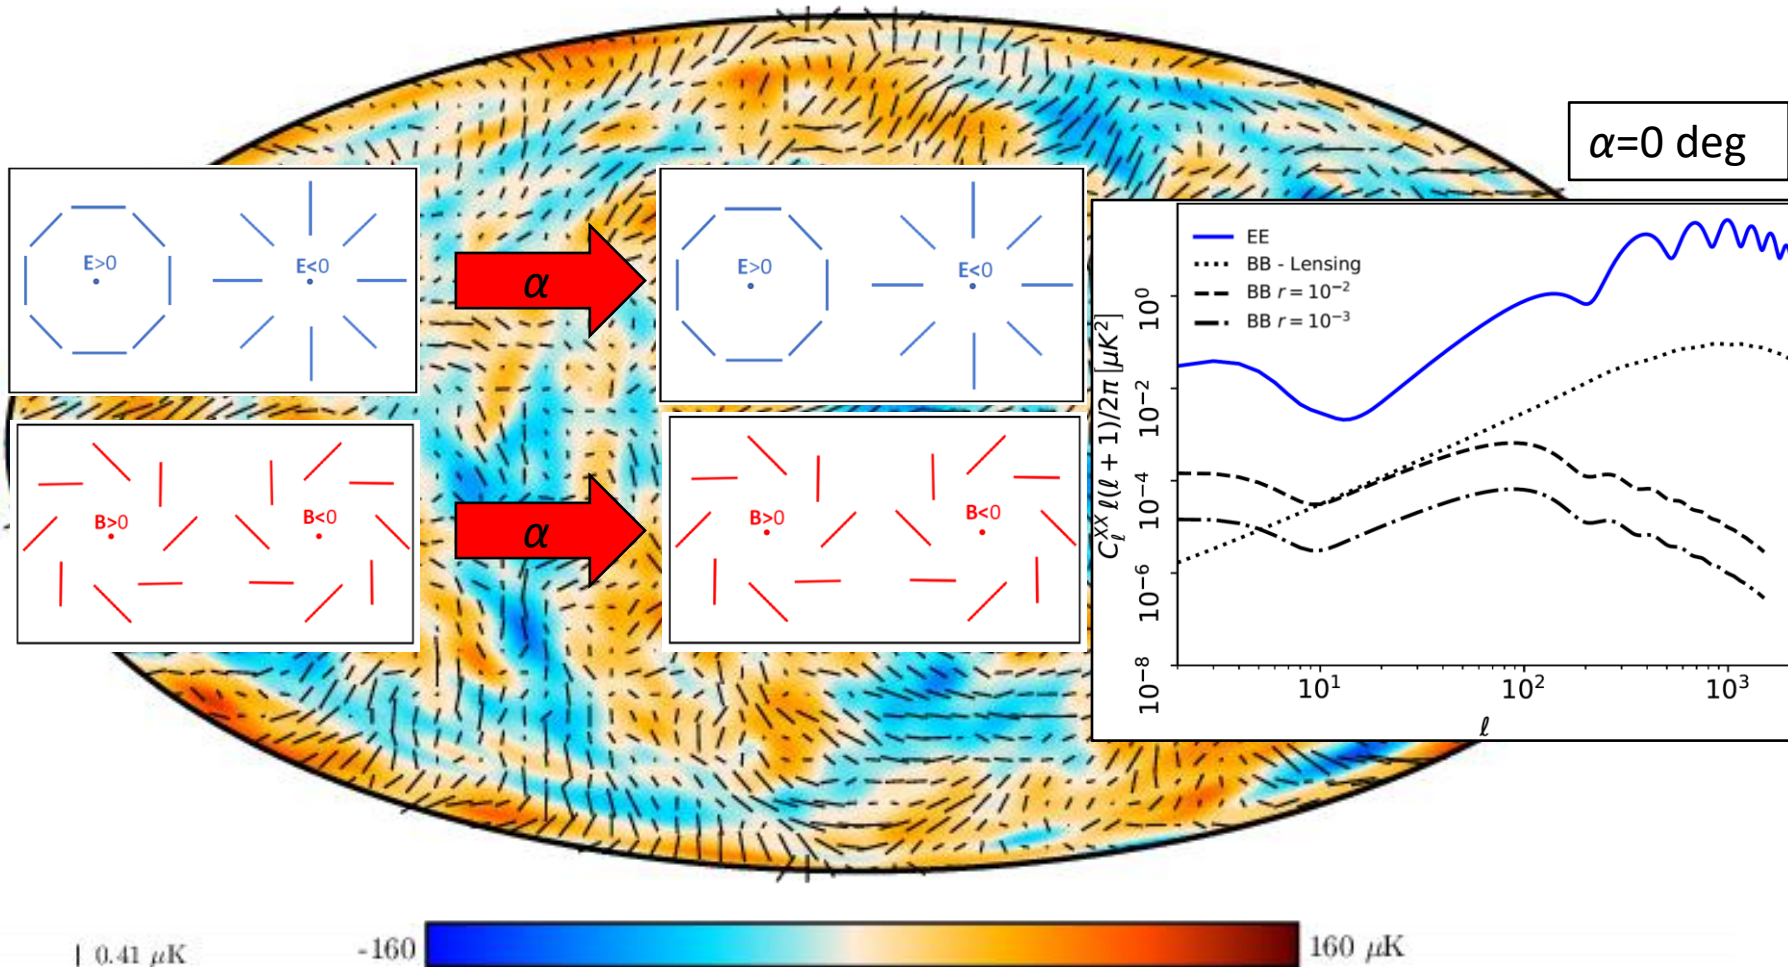 α=0 deg
E>0
E<0
α
E>0
E<0
B>0
B<0
α
B>0
B<0
EE
BB - Lensing
BB r = 10⁻²
BB r = 10⁻³
C_ℓ^XX ℓ(ℓ + 1)/2π [μK²]
10⁰
10⁻²
10⁻⁴
10⁻⁶
10⁻⁸
10¹
10²
10³
ℓ
0.41 μK
-160
160 μK